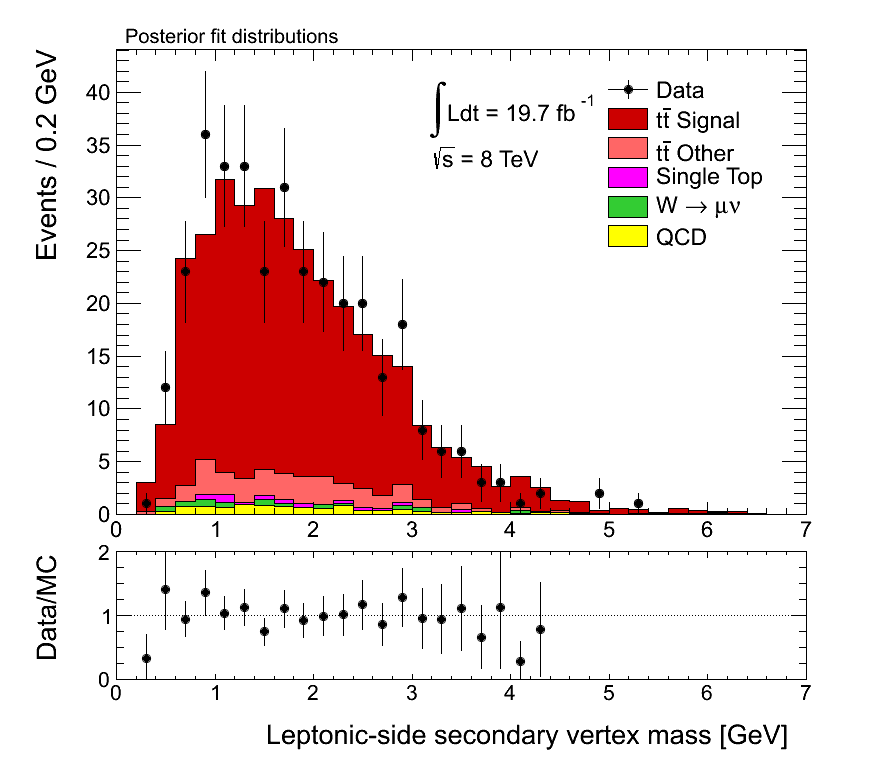 Posterior fit distributions
Events / 0.2 GeV
40
35
30
25
20
15
10
5
0
∫ Ldt = 19.7 fb⁻¹
√s = 8 TeV
Data
tt̄ Signal
tt̄ Other
Single Top
W → μν
QCD
0 1 2 3 4 5 6 7
Data/MC
2
1
0
0 1 2 3 4 5 6 7
Leptonic-side secondary vertex mass [GeV]